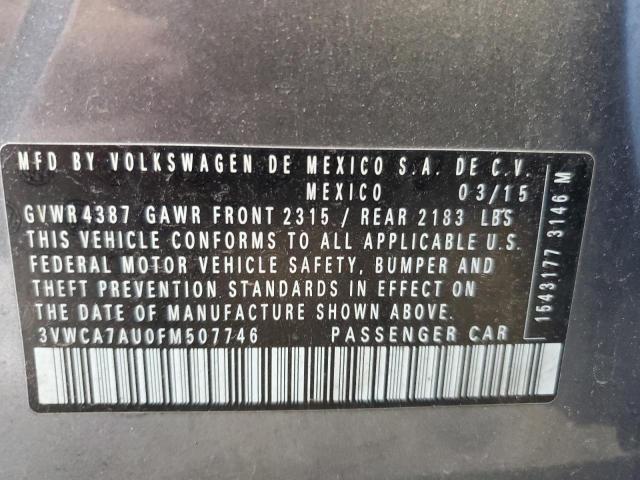 MFD BY VOLKSWAGEN DE MEXICO S.A. DE C.V.
MEXICO 03/15
GVWR 4387 GAWR FRONT 2315 / REAR 2183 LBS
THIS VEHICLE CONFORMS TO ALL APPLICABLE U.S.
FEDERAL MOTOR VEHICLE SAFETY, BUMPER AND
THEFT PREVENTION STANDARDS IN EFFECT ON
THE DATE OF MANUFACTURE SHOWN ABOVE.
3VWCA7AU0FM507746 PASSENGER CAR
1543177 31146 M